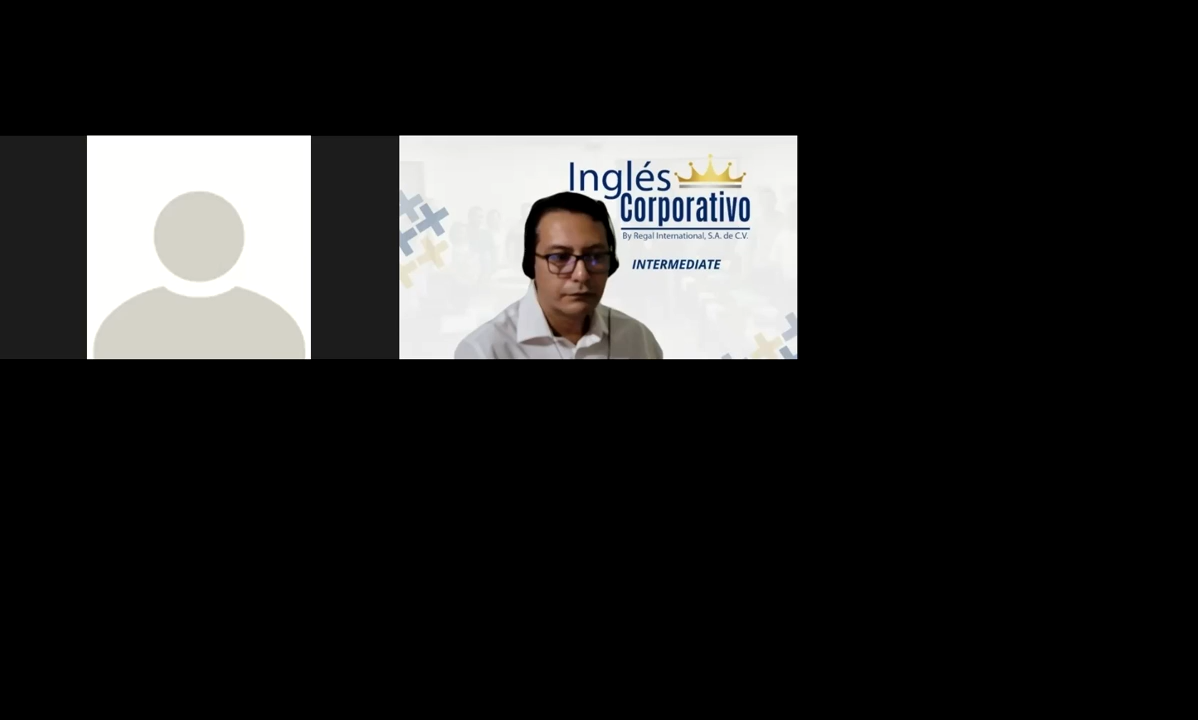 Inglés
Corporativo
By Regal International, S.A. de C.V.
INTERMEDIATE